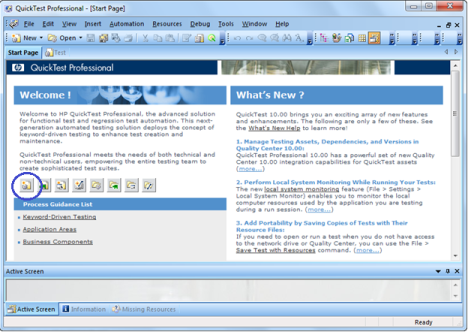 QuickTest Professional - [Start Page]
File Edit View Insert Automation Resources Debug Tools Window Help
New Open
Start Page Test
hp QuickTest Professional
Welcome !
Welcome to HP QuickTest Professional, the advanced solution
for functional test and regression test automation. This next-
generation automated testing solution deploys the concept of
keyword-driven testing to enhance test creation and
maintenance.
QuickTest Professional meets the needs of both technical and
non-technical users, empowering the entire testing team to
create sophisticated test suites.
Process Guidance List
Keyword-Driven Testing
Application Areas
Business Components
What's New ?
QuickTest 10.00 brings you an exciting array of new features
and enhancements. The following are only a few of these. See
the What's New Help to learn more!
1. Manage Testing Assets, Dependencies, and Versions in
Quality Center 10.00:
QuickTest Professional 10.00 has a powerful set of new Quality
Center 10.00 integration capabilities for QuickTest assets
(more...)
2. Perform Local System Monitoring While Running Your Tests:
The new local system monitoring feature (File > Settings >
Local System Monitor) enables you to monitor the local
computer resources used by the application you are testing
during a run session. (more...)
3. Add Portability by Saving Copies of Tests with Their
Resource Files:
If you need to open or run a test when you do not have access
to the network drive or Quality Center, you can use the File >
Save Test with Resources command. (more...)
Active Screen
Active Screen Information Missing Resources
Ready